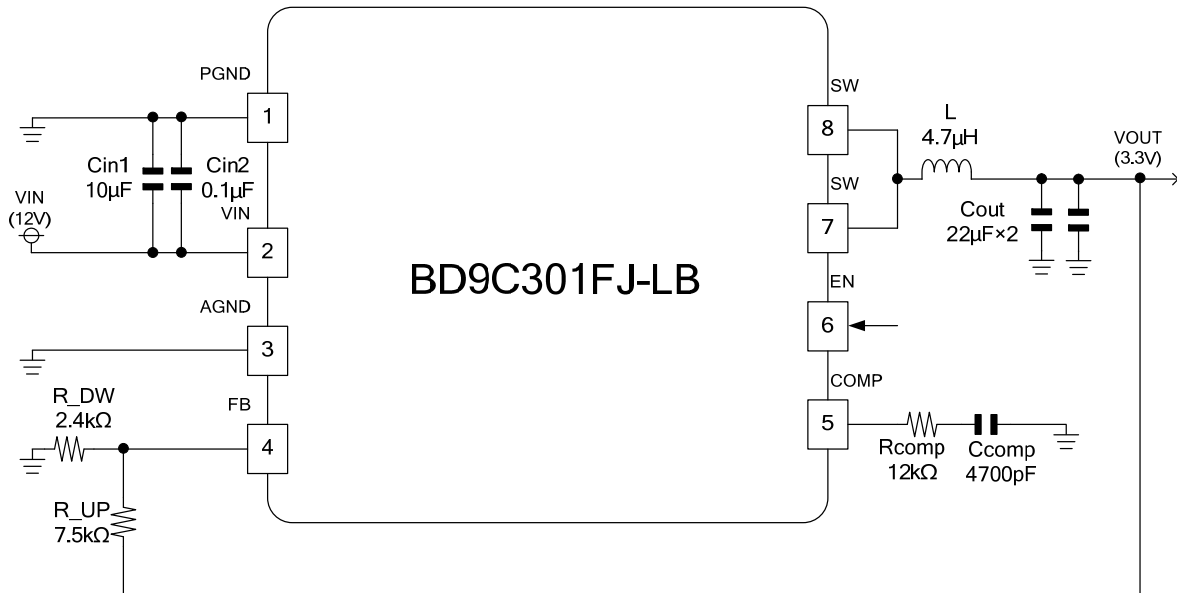 PGND
1
Cin1
10µF
Cin2
0.1µF
VIN
(12V)
VIN
2
AGND
3
R_DW
2.4kΩ
FB
4
R_UP
7.5kΩ
BD9C301FJ-LB
SW
8
SW
7
L
4.7µH
VOUT
(3.3V)
Cout
22µF×2
EN
6
COMP
5
Rcomp
12kΩ
Ccomp
4700pF